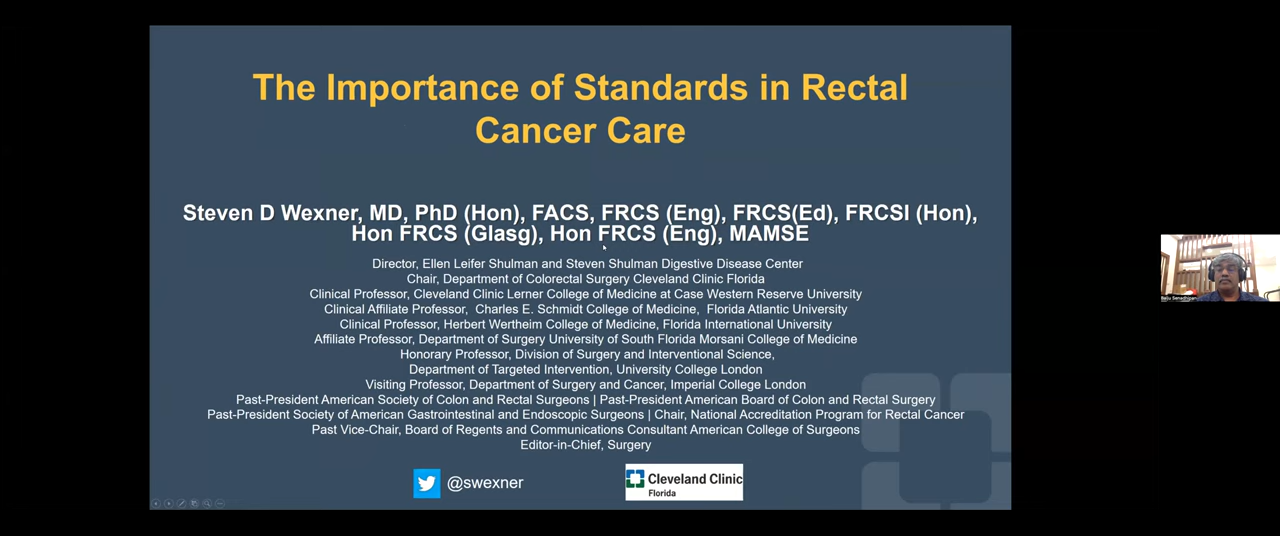 The Importance of Standards in Rectal
Cancer Care
Steven D Wexner, MD, PhD (Hon), FACS, FRCS (Eng), FRCS(Ed), FRCSI (Hon),
Hon FRCS (Glasg), Hon FRCS (Eng), MAMSE
Director, Ellen Leifer Shulman and Steven Shulman Digestive Disease Center
Chair, Department of Colorectal Surgery Cleveland Clinic Florida
Clinical Professor, Cleveland Clinic Lerner College of Medicine at Case Western Reserve University
Clinical Affiliate Professor, Charles E. Schmidt College of Medicine, Florida Atlantic University
Clinical Professor, Herbert Wertheim College of Medicine, Florida International University
Affiliate Professor, Department of Surgery University of South Florida Morsani College of Medicine
Honorary Professor, Division of Surgery and Interventional Science,
Department of Targeted Intervention, University College London
Visiting Professor, Department of Surgery and Cancer, Imperial College London
Past-President American Society of Colon and Rectal Surgeons | Past-President American Board of Colon and Rectal Surgery
Past-President Society of American Gastrointestinal and Endoscopic Surgeons | Chair, National Accreditation Program for Rectal Cancer
Past Vice-Chair, Board of Regents and Communications Consultant American College of Surgeons
Editor-in-Chief, Surgery
@swexner
Cleveland Clinic
Florida